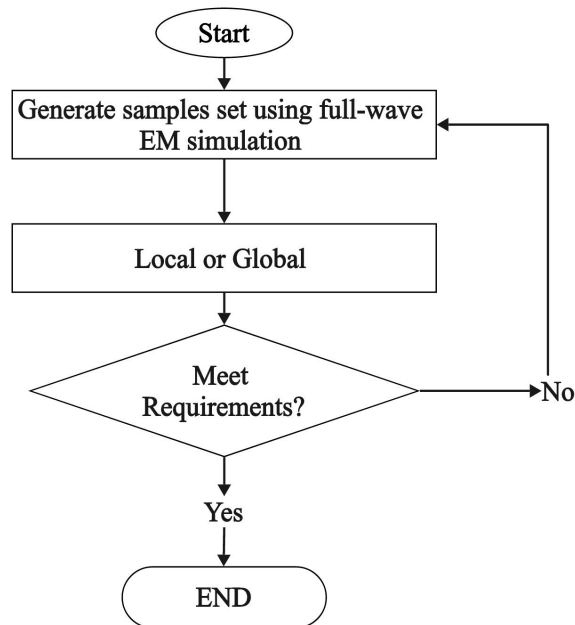 Start
Generate samples set using full-wave
EM simulation
Local or Global
Meet
Requirements?
No
Yes
END